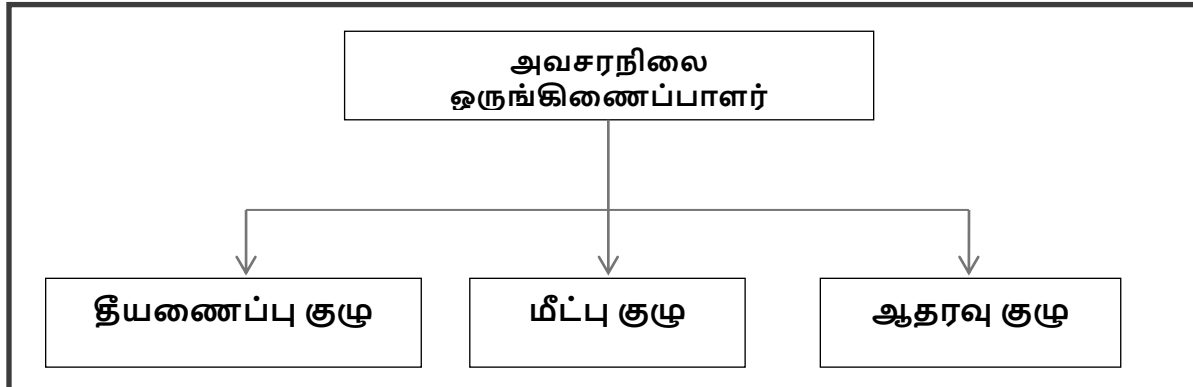 அவசரநிலை
ஒருங்கிணைப்பாளர்
தீயணைப்பு குழு
மீட்பு குழு
ஆதரவு குழு